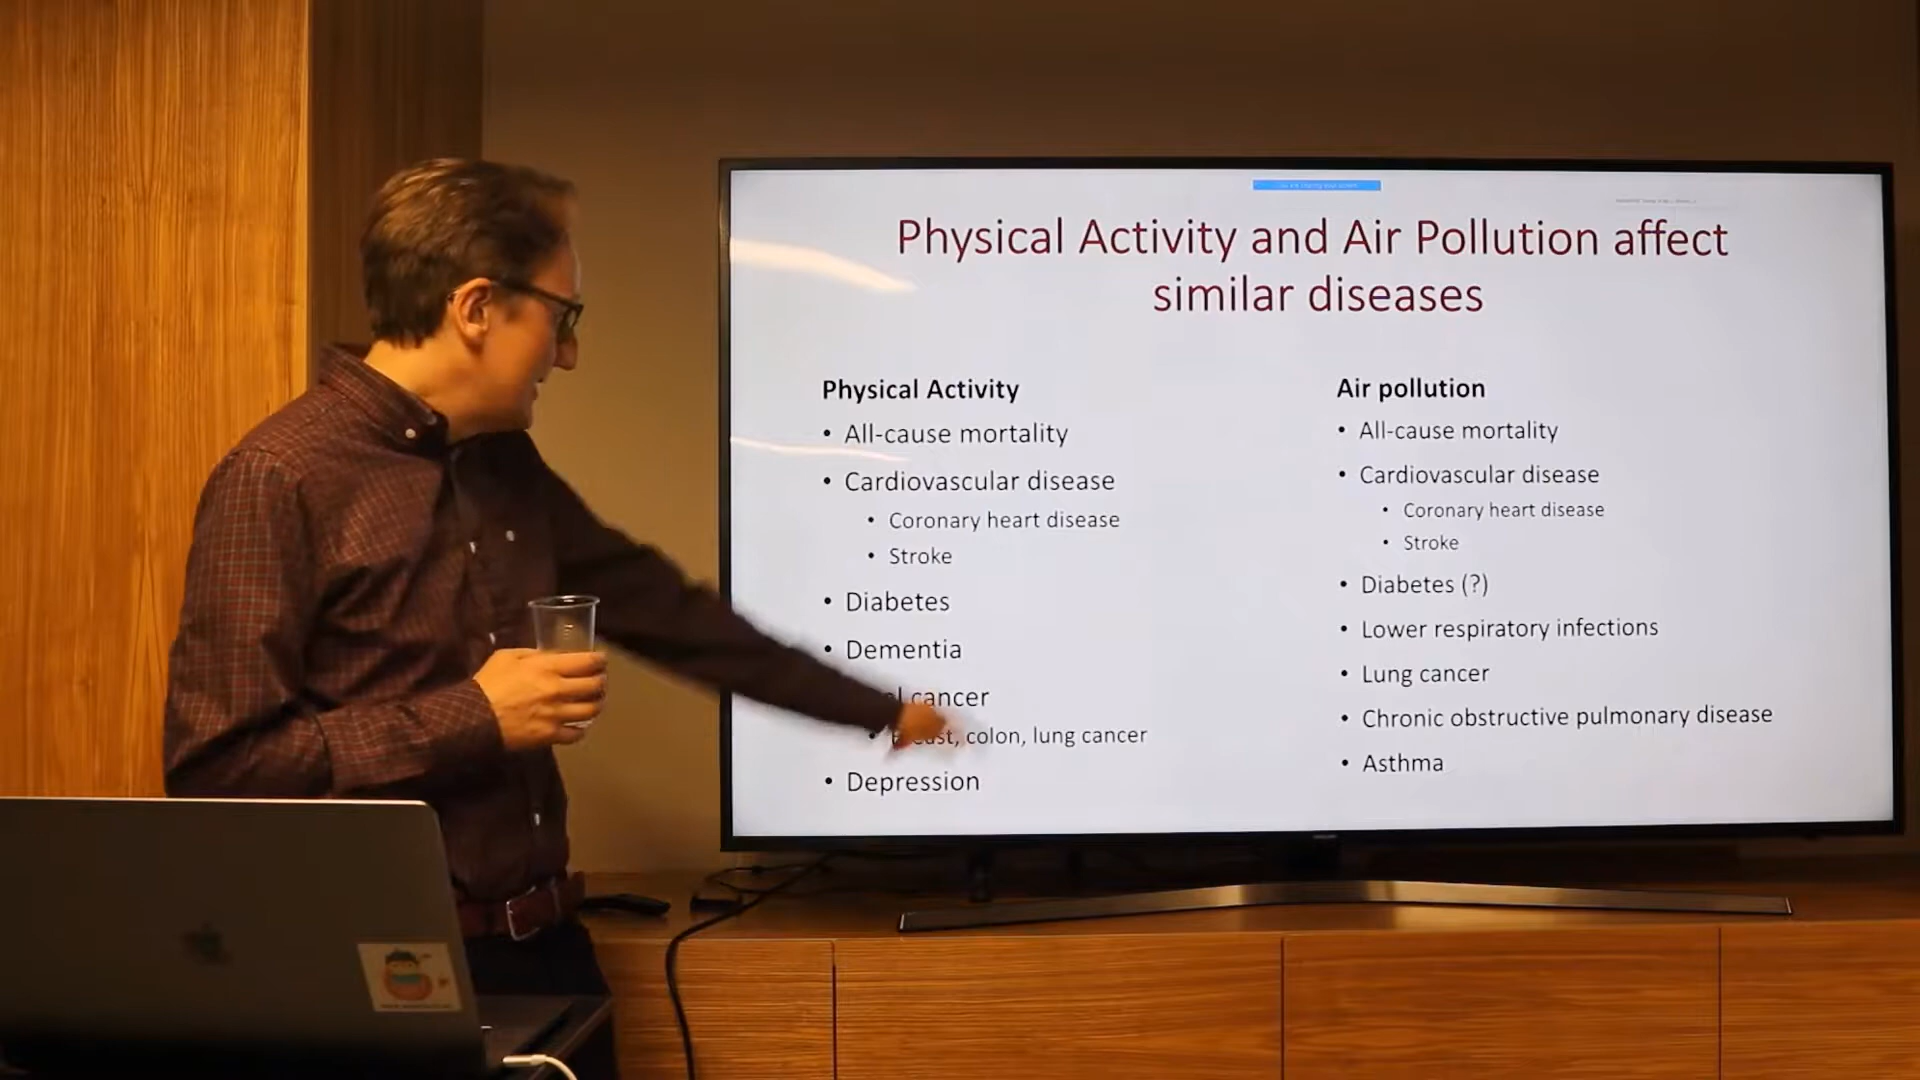 Physical Activity and Air Pollution affect
similar diseases
Physical Activity
• All-cause mortality
• Cardiovascular disease
• Coronary heart disease
• Stroke
• Diabetes
• Dementia
cancer
colon, lung cancer
• Depression
Air pollution
• All-cause mortality
• Cardiovascular disease
• Coronary heart disease
• Stroke
• Diabetes (?)
• Lower respiratory infections
• Lung cancer
• Chronic obstructive pulmonary disease
• Asthma